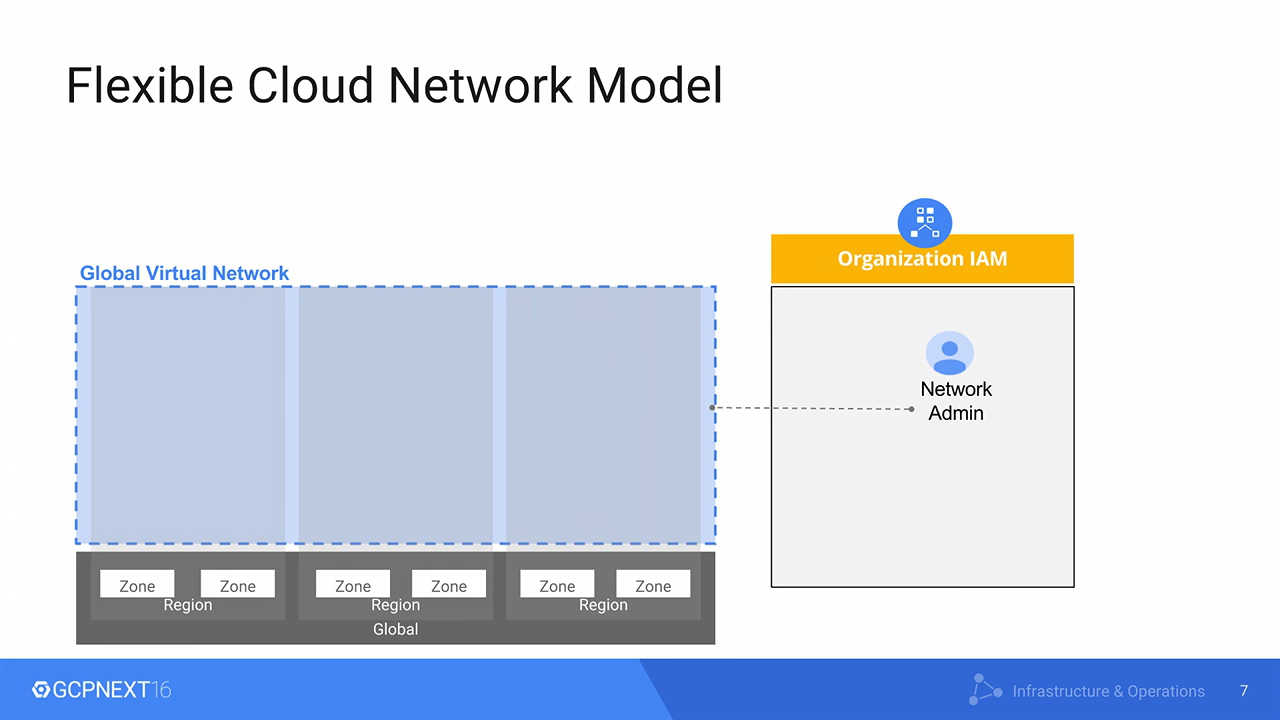 Flexible Cloud Network Model
Organization IAM
Global Virtual Network
Network
Admin
Zone
Zone
Zone
Zone
Zone
Zone
Region
Region
Region
Global
GCPNEXT16
Infrastructure & Operations
7